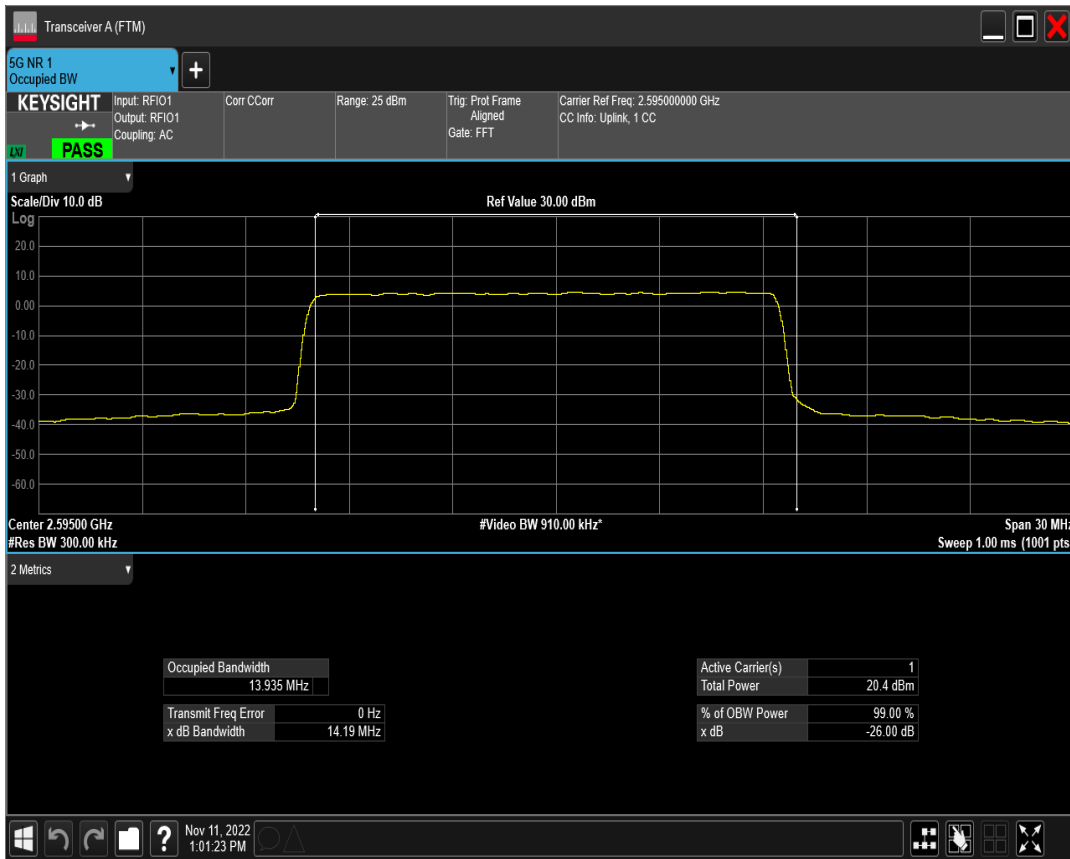 Transceiver A (FTM)
5G NR 1
Occupied BW
+
KEYSIGHT
LXI
PASS
Input: RFIO1
Output: RFIO1
Coupling: AC
Corr CCorr
Range: 25 dBm
Trig: Prot Frame
Aligned
Gate: FFT
Carrier Ref Freq: 2.595000000 GHz
CC Info: Uplink, 1 CC
1 Graph
Scale/Div 10.0 dB
Ref Value 30.00 dBm
Log
20.0
10.0
0.00
-10.0
-20.0
-30.0
-40.0
-50.0
-60.0
Center 2.59500 GHz
#Video BW 910.00 kHz*
Span 30 MHz
#Res BW 300.00 kHz
Sweep 1.00 ms (1001 pts
2 Metrics
Occupied Bandwidth
13.935 MHz
Transmit Freq Error 0 Hz
x dB Bandwidth 14.19 MHz
Active Carrier(s) 1
Total Power 20.4 dBm
% of OBW Power 99.00 %
x dB -26.00 dB
?
Nov 11, 2022
1:01:23 PM